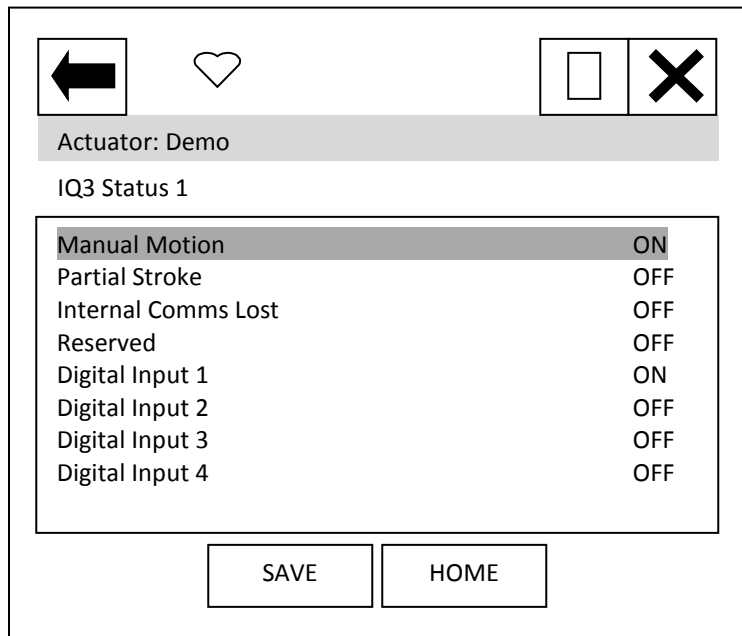 Actuator: Demo
IQ3 Status 1
Manual Motion ON
Partial Stroke OFF
Internal Comms Lost OFF
Reserved OFF
Digital Input 1 ON
Digital Input 2 OFF
Digital Input 3 OFF
Digital Input 4 OFF
SAVE HOME